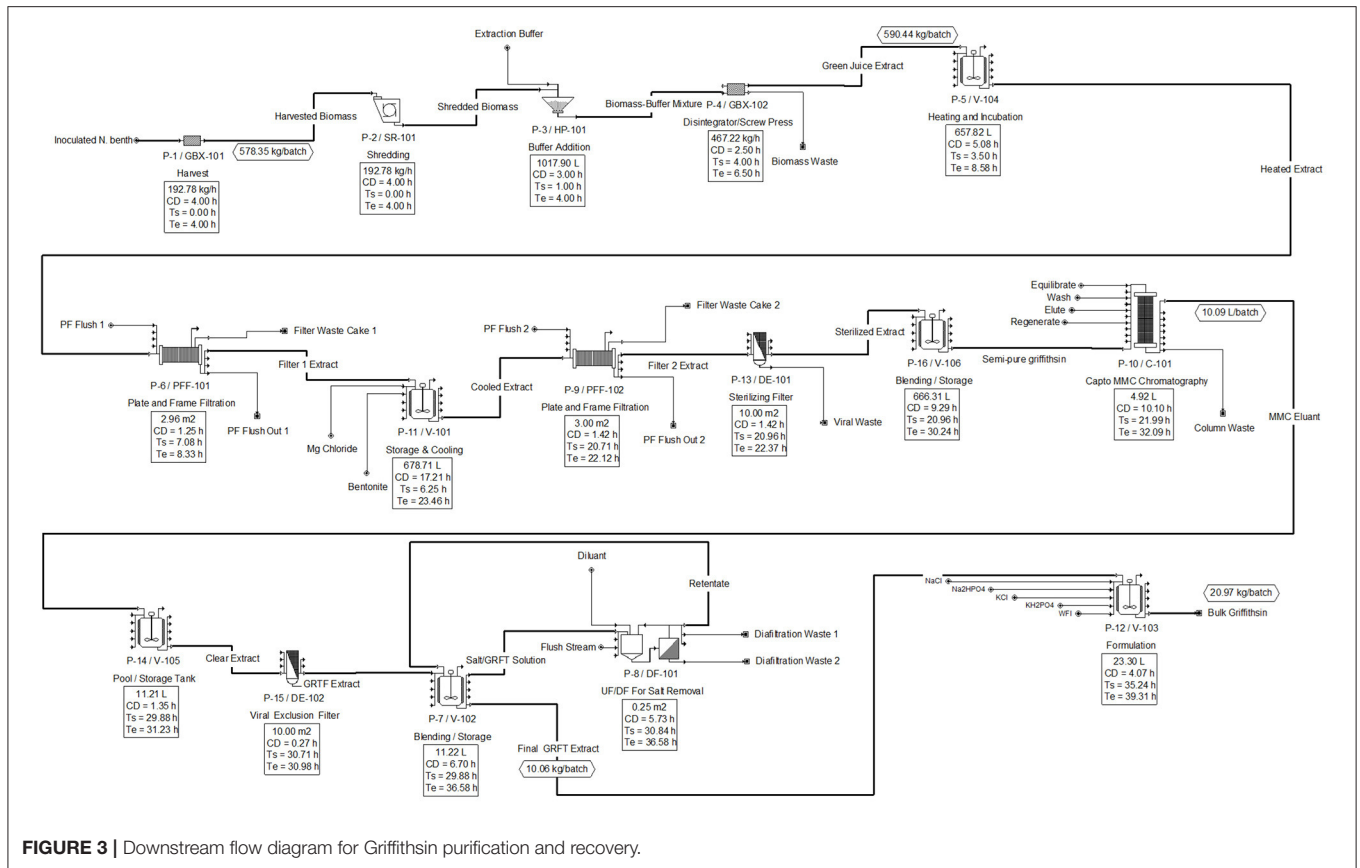 Extraction Buffer
590.44 kg/batch
Green Juice Extract
Harvested Biomass
Shredded Biomass
Biomass-Buffer Mixture
Inoculated N. benth
P-1 / GBX-101
578.35 kg/batch
Harvest
192.78 kg/h
CD = 4.00 h
Ts = 0.00 h
Te = 4.00 h
P-2 / SR-101
Shredding
192.78 kg/h
CD = 4.00 h
Ts = 0.00 h
Te = 4.00 h
P-3 / HP-101
Buffer Addition
1017.90 L
CD = 3.00 h
Ts = 1.00 h
Te = 4.00 h
P-4 / GBX-102
Disintegrator/Screw Press
467.22 kg/h
CD = 2.50 h
Ts = 4.00 h
Te = 6.50 h
Biomass Waste
P-5 / V-104
Heating and Incubation
657.82 L
CD = 5.08 h
Ts = 3.50 h
Te = 8.58 h
Heated Extract
PF Flush 1
Filter Waste Cake 1
Filter 1 Extract
P-6 / PFF-101
Plate and Frame Filtration
2.96 m2
CD = 1.25 h
Ts = 7.08 h
Te = 8.33 h
PF Flush Out 1
Mg Chloride
Bentonite
P-11 / V-101
Storage & Cooling
678.71 L
CD = 17.21 h
Ts = 6.25 h
Te = 23.46 h
Cooled Extract
PF Flush 2
Filter Waste Cake 2
Filter 2 Extract
P-9 / PFF-102
Plate and Frame Filtration
3.00 m2
CD = 1.42 h
Ts = 20.71 h
Te = 22.12 h
PF Flush Out 2
P-13 / DE-101
Sterilizing Filter
10.00 m2
CD = 1.42 h
Ts = 20.96 h
Te = 22.37 h
Viral Waste
Sterilized Extract
P-16 / V-106
Blending / Storage
666.31 L
CD = 9.29 h
Ts = 20.96 h
Te = 30.24 h
Semi-pure griffithsin
Equilibrate
Wash
Elute
Regenerate
P-10 / C-101
Capto MMC Chromatography
4.92 L
CD = 10.10 h
Ts = 21.99 h
Te = 32.09 h
10.09 L/batch
Column Waste
MMC Eluant
P-14 / V-105
Pool / Storage Tank
11.21 L
CD = 1.35 h
Ts = 29.88 h
Te = 31.23 h
Clear Extract
P-15 / DE-102
Viral Exclusion Filter
10.00 m2
CD = 0.27 h
Ts = 30.71 h
Te = 30.98 h
GRTF Extract
P-7 / V-102
Blending / Storage
11.22 L
CD = 6.70 h
Ts = 29.88 h
Te = 36.58 h
Salt/GRFT Solution
Diluant
Retentate
Flush Stream
P-8 / DF-101
UF/DF For Salt Removal
0.25 m2
CD = 5.73 h
Ts = 30.84 h
Te = 36.58 h
Diafiltration Waste 1
Diafiltration Waste 2
Final GRFT Extract
10.06 kg/batch
NaCl
Na2HPO4
KCl
KH2PO4
WFI
P-12 / V-103
Formulation
23.30 L
CD = 4.07 h
Ts = 35.24 h
Te = 39.31 h
20.97 kg/batch
Bulk Griffithsin
FIGURE 3 | Downstream flow diagram for Griffithsin purification and recovery.